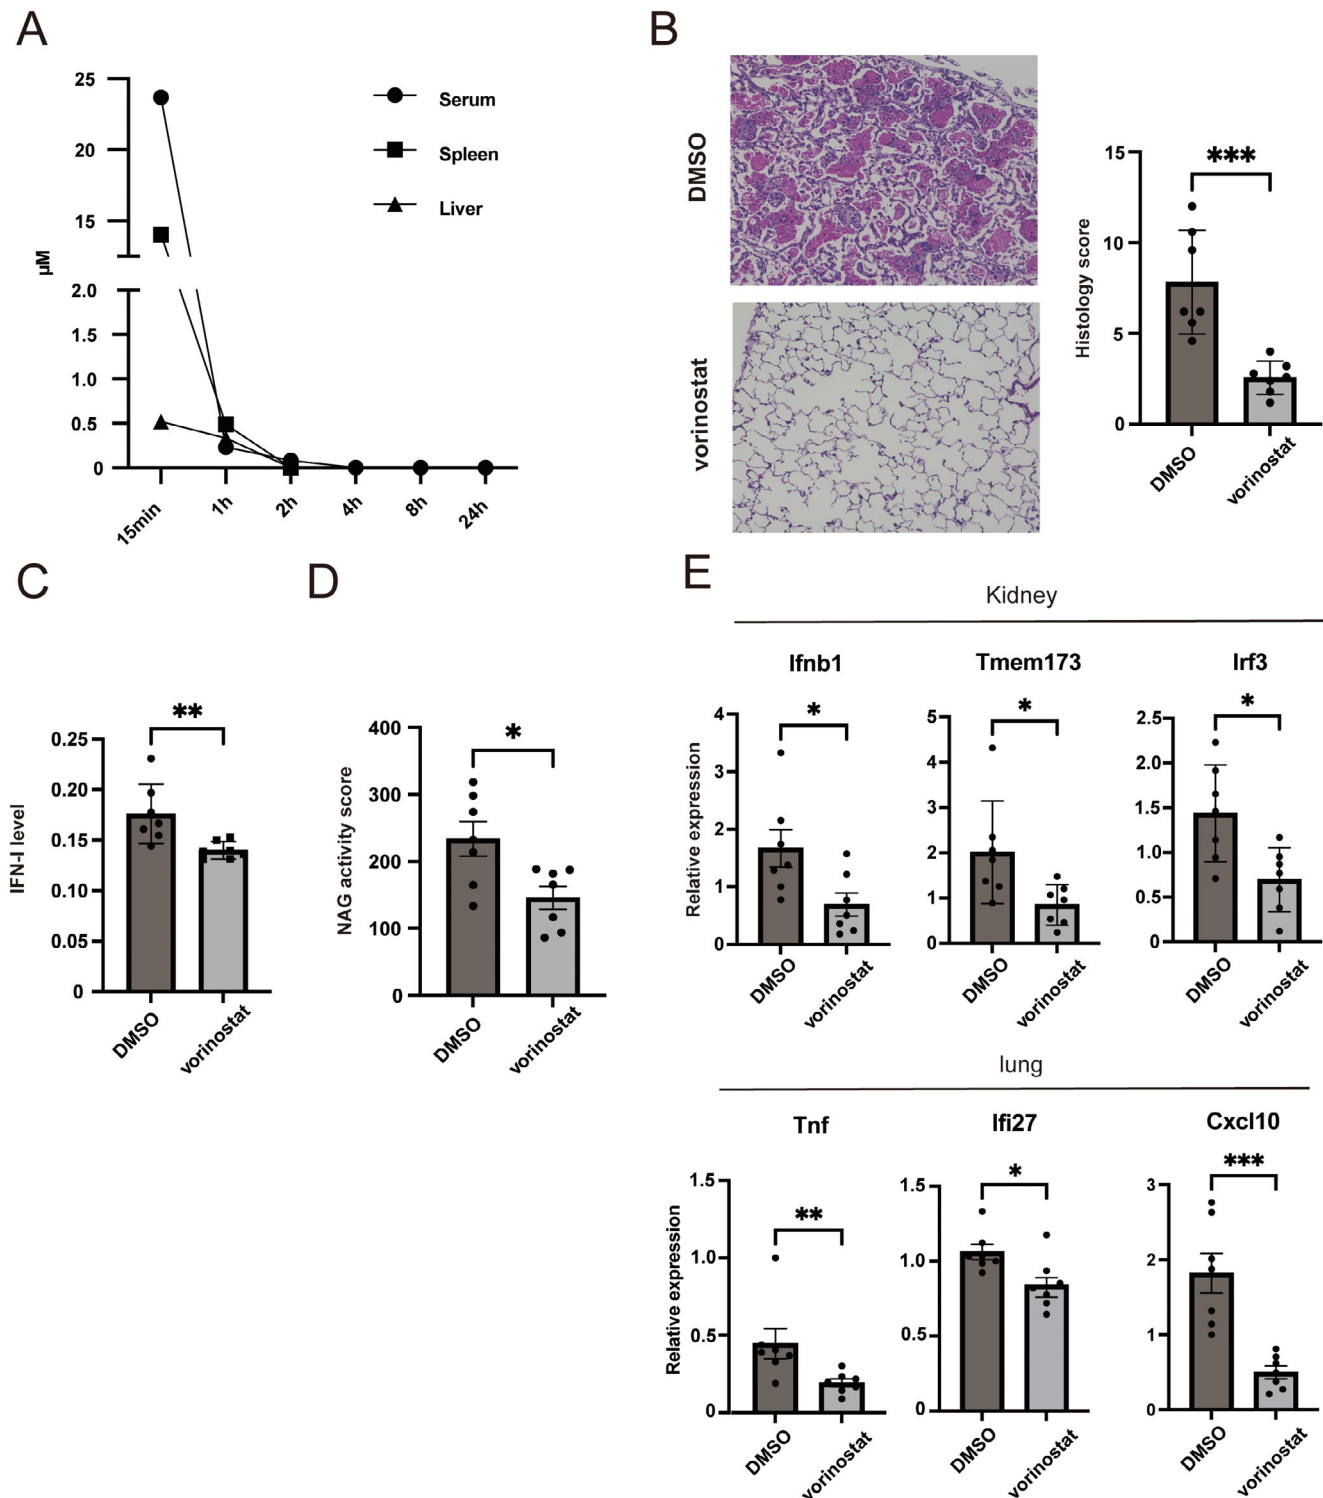 A
25
20
15
µM
2.0
1.5
1.0
0.5
0
15min
1h
2h
4h
8h
24h
Serum
Spleen
Liver
B
DMSO
vorinostat
***
15
10
5
0
Histology score
DMSO
vorinostat
C
**
0.25
0.20
0.15
0.10
0.05
0
IFN-I level
DMSO
vorinostat
D
*
400
300
200
100
0
NAG activity score
DMSO
vorinostat
E
Kidney
Ifnb1
*
4
3
2
1
0
Relative expression
DMSO
vorinostat
Tmem173
*
5
4
3
2
1
0
DMSO
vorinostat
Irf3
*
2.5
2.0
1.5
1.0
0.5
0
DMSO
vorinostat
lung
Tnf
**
1.5
1.0
0.5
0
Relative expression
DMSO
vorinostat
Ifi27
*
1.5
1.0
0.5
0
DMSO
vorinostat
Cxcl10
***
3
2
1
0
DMSO
vorinostat